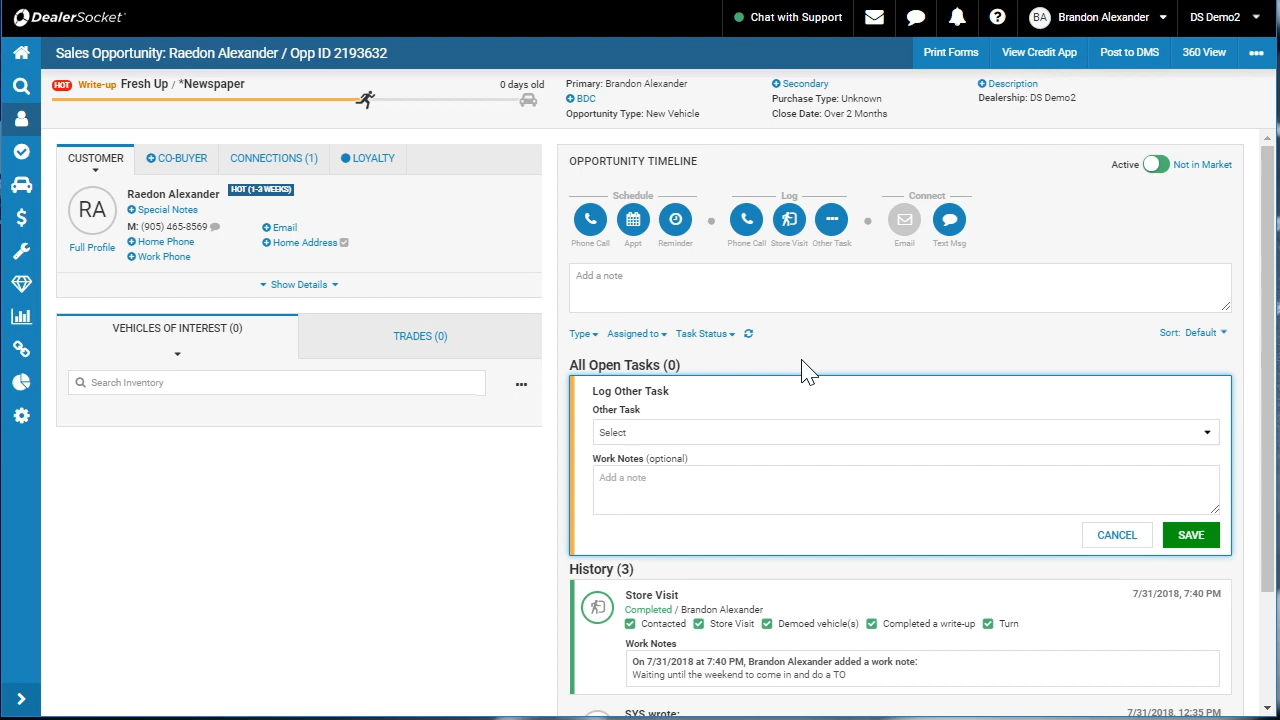 DealerSocket
Chat with Support
BA Brandon Alexander
DS Demo2
Sales Opportunity: Raedon Alexander / Opp ID 2193632
Print Forms
View Credit App
Post to DMS
360 View
HOT Write-up Fresh Up / *Newspaper
0 days old
Primary: Brandon Alexander
BDC
Opportunity Type: New Vehicle
Secondary
Purchase Type: Unknown
Close Date: Over 2 Months
Description
Dealership: DS Demo2
CUSTOMER
CO-BUYER
CONNECTIONS (1)
LOYALTY
RA
Full Profile
Raedon Alexander HOT (1-3 WEEKS)
Special Notes
M: (905) 465-8569
Home Phone
Work Phone
Email
Home Address
Show Details
VEHICLES OF INTEREST (0)
TRADES (0)
Search Inventory
OPPORTUNITY TIMELINE
Active Not in Market
Schedule
Log
Connect
Phone Call
Appt
Reminder
Phone Call
Store Visit
Other Task
Email
Text Msg
Add a note
Type Assigned to Task Status
Sort: Default
All Open Tasks (0)
Log Other Task
Other Task
Select
Work Notes (optional)
Add a note
CANCEL
SAVE
History (3)
Store Visit
7/31/2018, 7:40 PM
Completed / Brandon Alexander
Contacted Store Visit Demoed vehicle(s) Completed a write-up Turn
Work Notes
On 7/31/2018 at 7:40 PM, Brandon Alexander added a work note:
Waiting until the weekend to come in and do a TO
SYS wrote:
7/31/2018, 12:35 PM